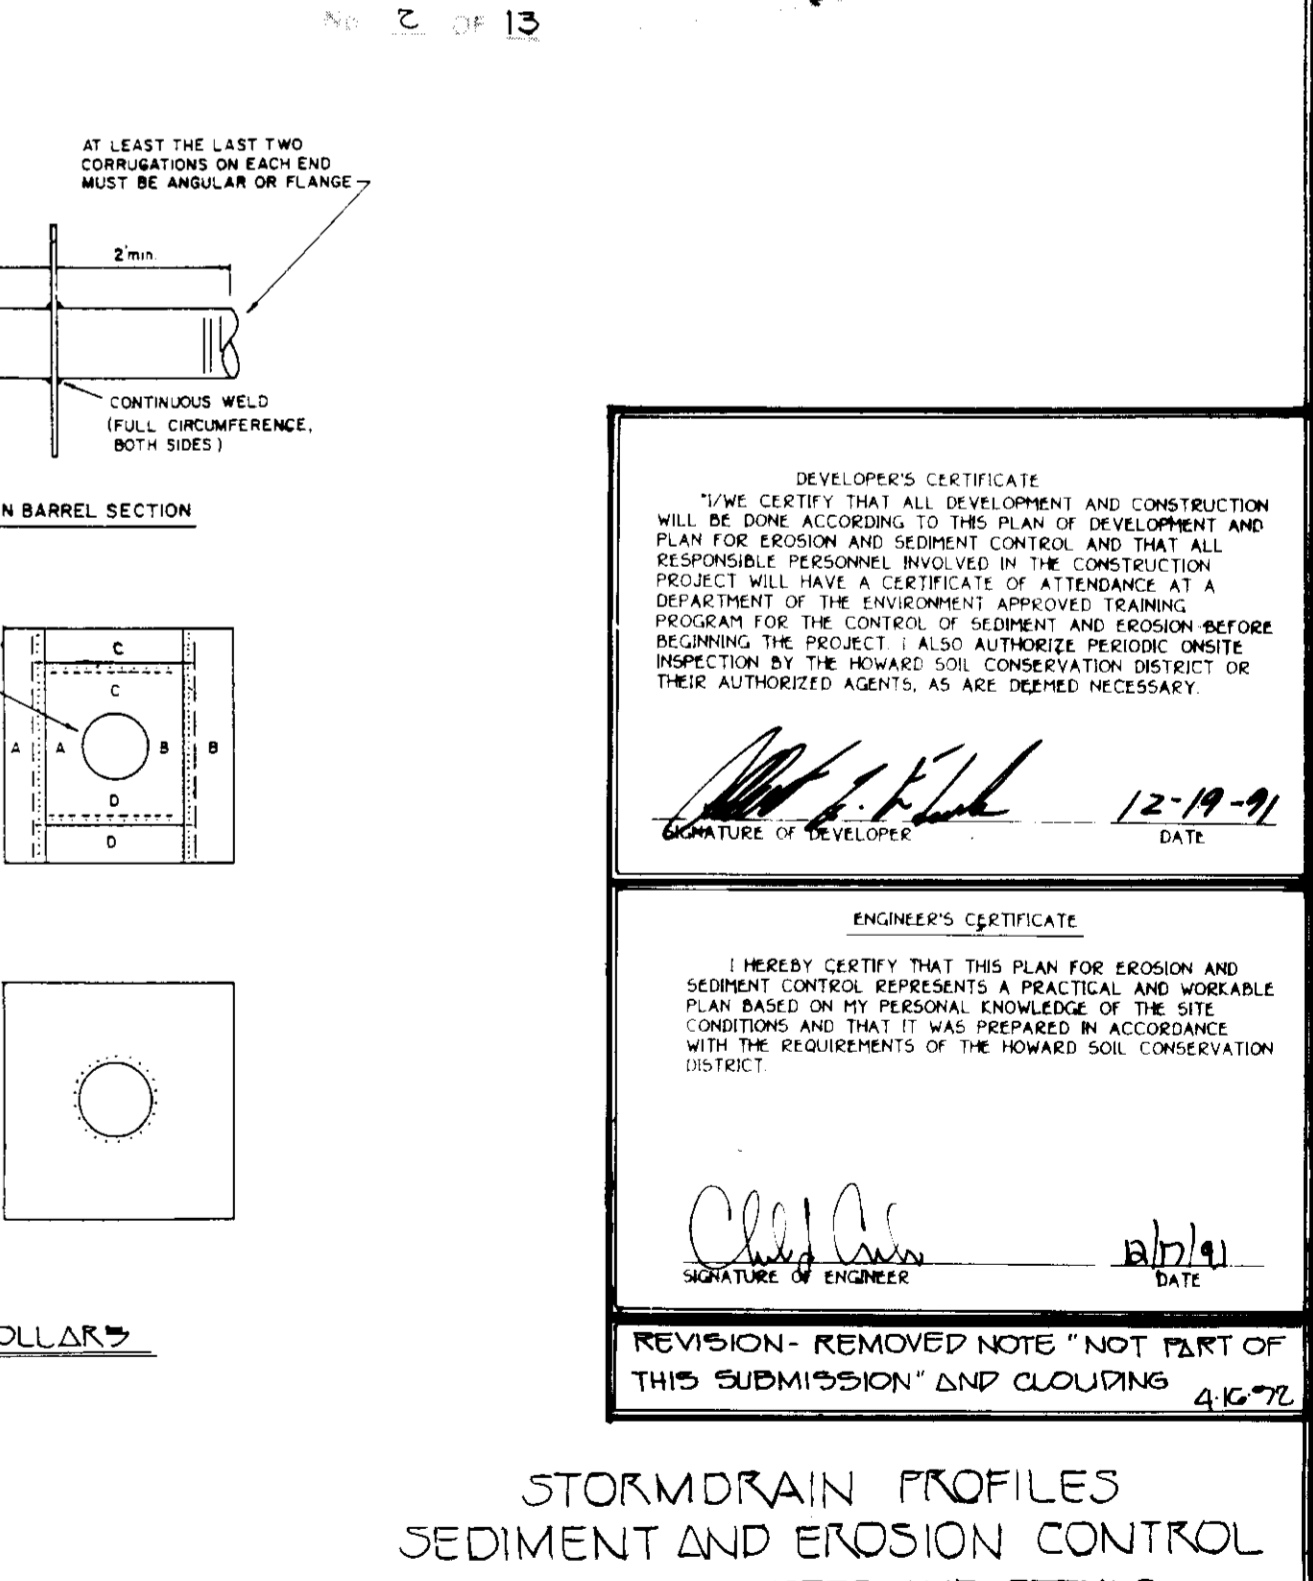 No 2 OF 13
AT LEAST THE LAST TWO
CORRUGATIONS ON EACH END
MUST BE ANGULAR OR FLANGE
2'min.
CONTINUOUS WELD
(FULL CIRCUMFERENCE,
BOTH SIDES)
N BARREL SECTION
C
C
A A B B
D
D
OLLARS
DEVELOPER'S CERTIFICATE
"I/WE CERTIFY THAT ALL DEVELOPMENT AND CONSTRUCTION
WILL BE DONE ACCORDING TO THIS PLAN OF DEVELOPMENT AND
PLAN FOR EROSION AND SEDIMENT CONTROL AND THAT ALL
RESPONSIBLE PERSONNEL INVOLVED IN THE CONSTRUCTION
PROJECT WILL HAVE A CERTIFICATE OF ATTENDANCE AT A
DEPARTMENT OF THE ENVIRONMENT APPROVED TRAINING
PROGRAM FOR THE CONTROL OF SEDIMENT AND EROSION BEFORE
BEGINNING THE PROJECT. I ALSO AUTHORIZE PERIODIC ONSITE
INSPECTION BY THE HOWARD SOIL CONSERVATION DISTRICT OR
THEIR AUTHORIZED AGENTS, AS ARE DEEMED NECESSARY.
12-19-91
SIGNATURE OF DEVELOPER DATE
ENGINEER'S CERTIFICATE
I HEREBY CERTIFY THAT THIS PLAN FOR EROSION AND
SEDIMENT CONTROL REPRESENTS A PRACTICAL AND WORKABLE
PLAN BASED ON MY PERSONAL KNOWLEDGE OF THE SITE
CONDITIONS AND THAT IT WAS PREPARED IN ACCORDANCE
WITH THE REQUIREMENTS OF THE HOWARD SOIL CONSERVATION
DISTRICT.
12/17/91
SIGNATURE OF ENGINEER DATE
REVISION- REMOVED NOTE "NOT PART OF
THIS SUBMISSION" AND CLOUDING 4·16·92
STORMDRAIN PROFILES
SEDIMENT AND EROSION CONTROL